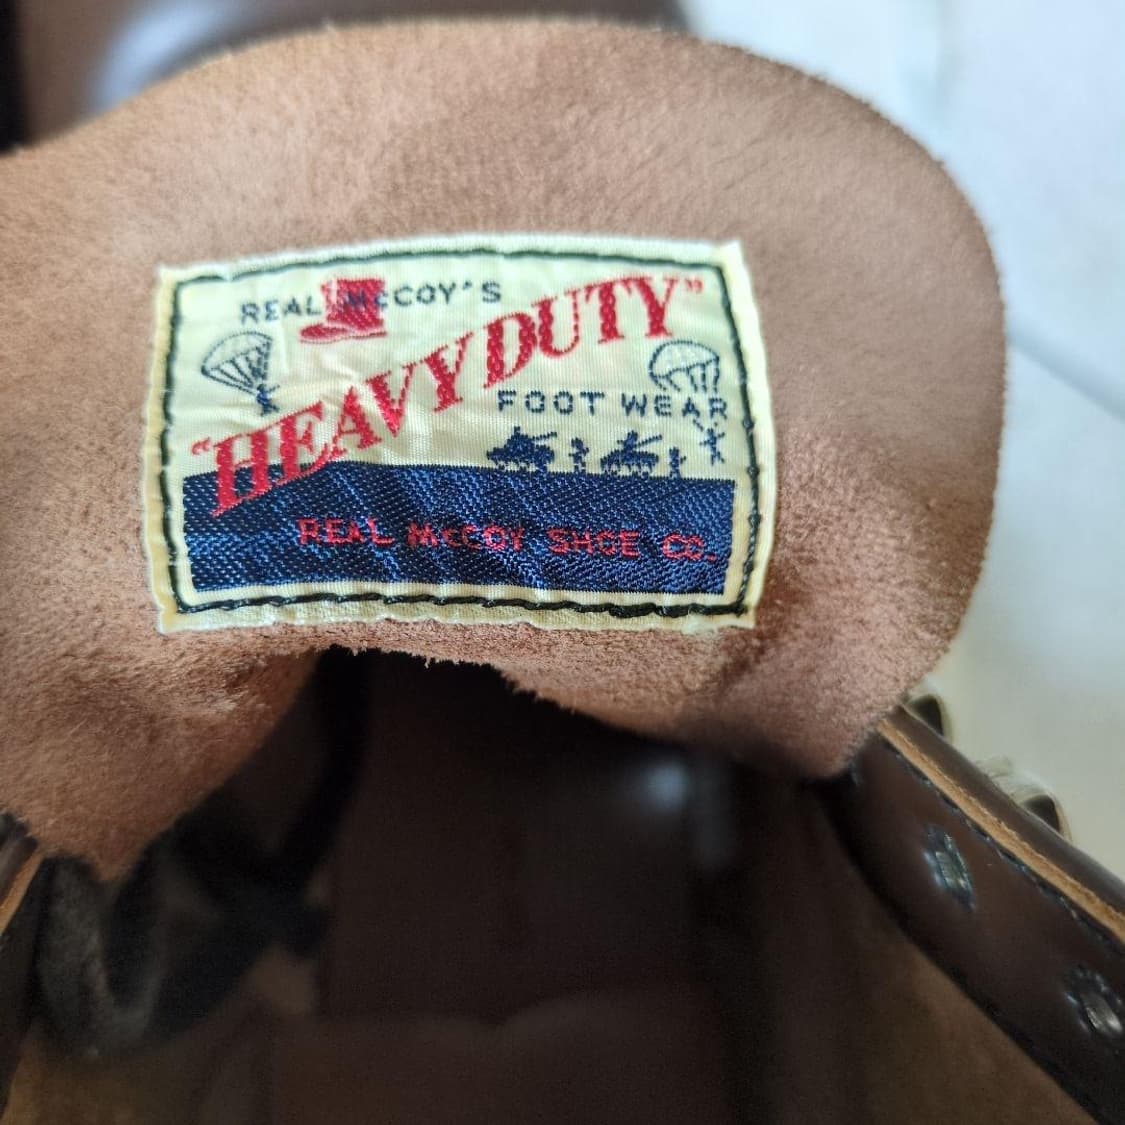 REAL McCOY'S
"HEAVY DUTY"
FOOT WEAR
REAL McCOY SHOE CO.